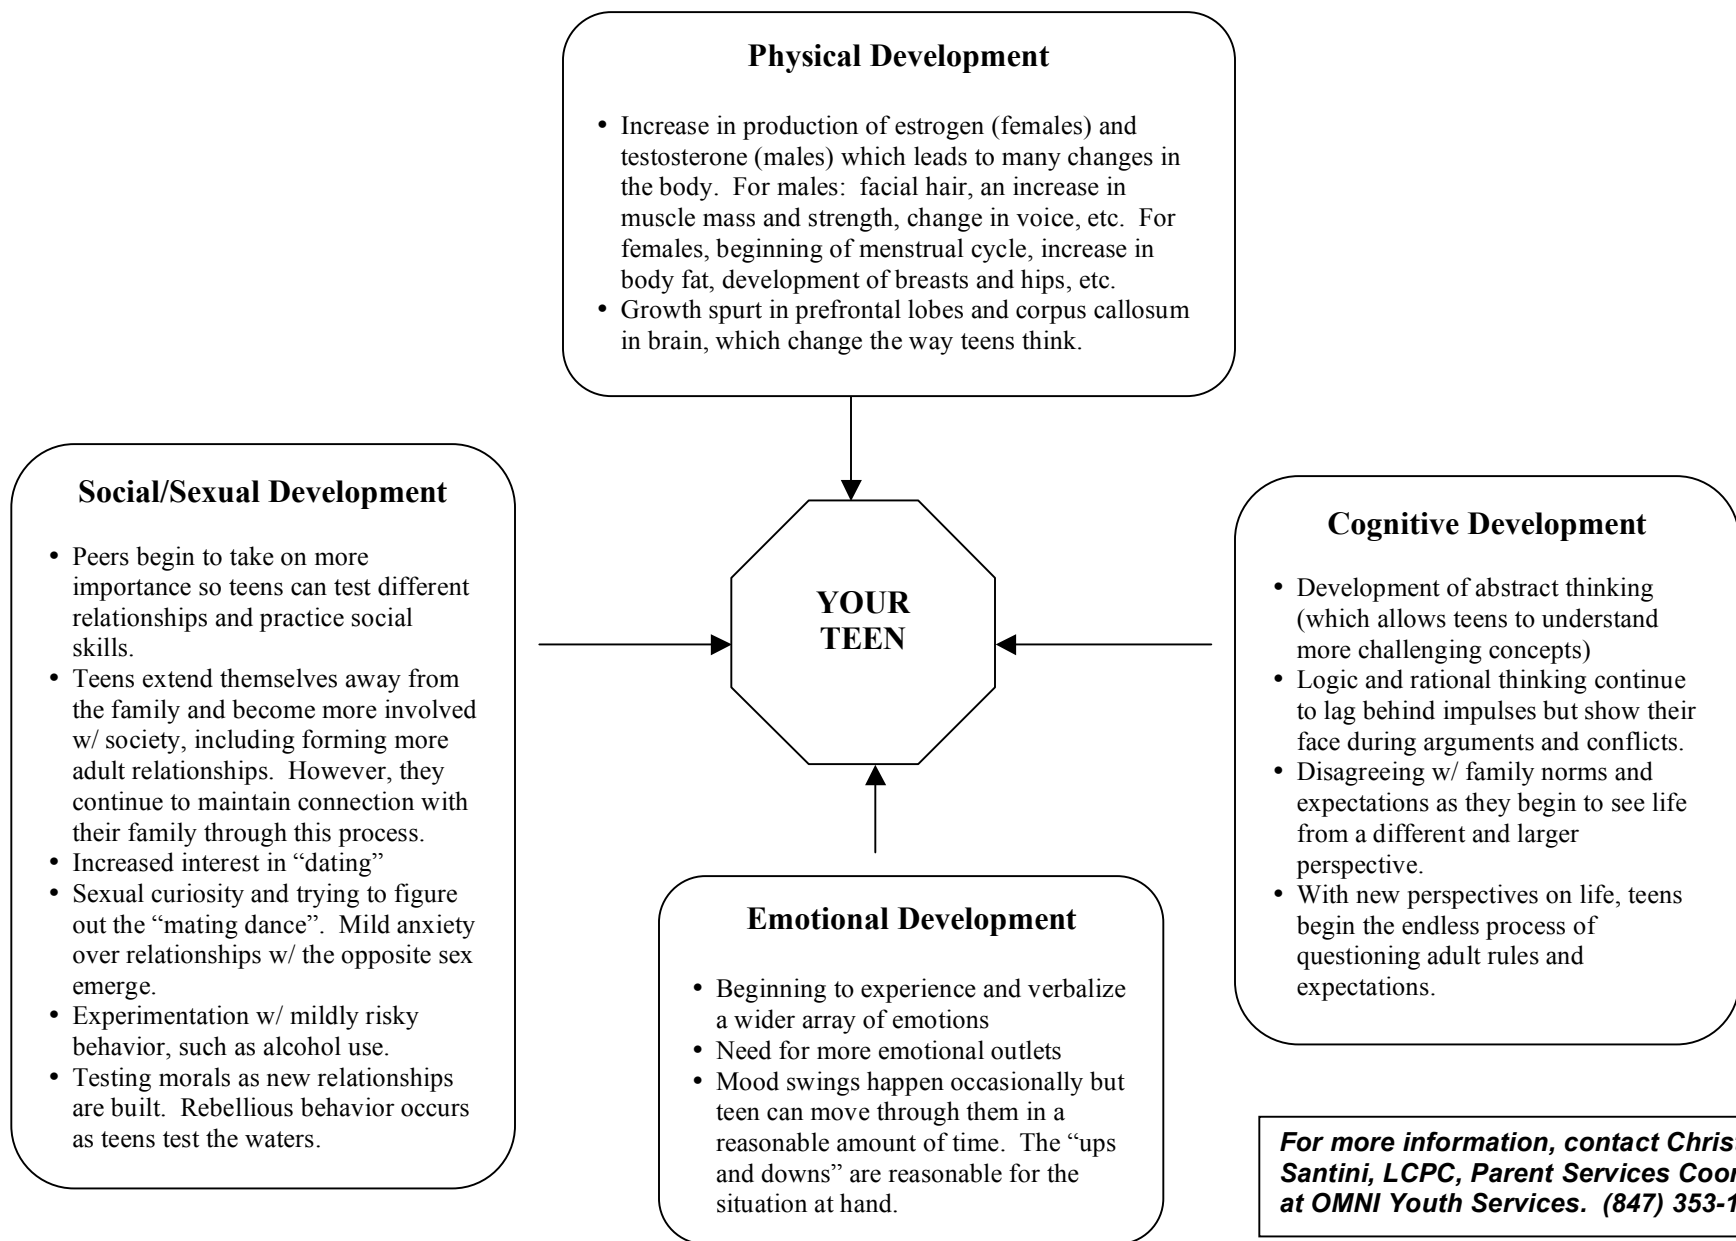 Physical Development
• Increase in production of estrogen (females) and
testosterone (males) which leads to many changes in
the body.  For males:  facial hair, an increase in
muscle mass and strength, change in voice, etc.  For
females, beginning of menstrual cycle, increase in
body fat, development of breasts and hips, etc.
• Growth spurt in prefrontal lobes and corpus callosum
in brain, which change the way teens think.
Social/Sexual Development
• Peers begin to take on more
importance so teens can test different
relationships and practice social
skills.
• Teens extend themselves away from
the family and become more involved
w/ society, including forming more
adult relationships.  However, they
continue to maintain connection with
their family through this process.
• Increased interest in “dating”
• Sexual curiosity and trying to figure
out the “mating dance”.  Mild anxiety
over relationships w/ the opposite sex
emerge.
• Experimentation w/ mildly risky
behavior, such as alcohol use.
• Testing morals as new relationships
are built.  Rebellious behavior occurs
as teens test the waters.
YOUR
TEEN
Cognitive Development
• Development of abstract thinking
(which allows teens to understand
more challenging concepts)
• Logic and rational thinking continue
to lag behind impulses but show their
face during arguments and conflicts.
• Disagreeing w/ family norms and
expectations as they begin to see life
from a different and larger
perspective.
• With new perspectives on life, teens
begin the endless process of
questioning adult rules and
expectations.
Emotional Development
• Beginning to experience and verbalize
a wider array of emotions
• Need for more emotional outlets
• Mood swings happen occasionally but
teen can move through them in a
reasonable amount of time.  The “ups
and downs” are reasonable for the
situation at hand.
For more information, contact
Santini, LCPC, Parent Services
at OMNI Youth Services.  (847)